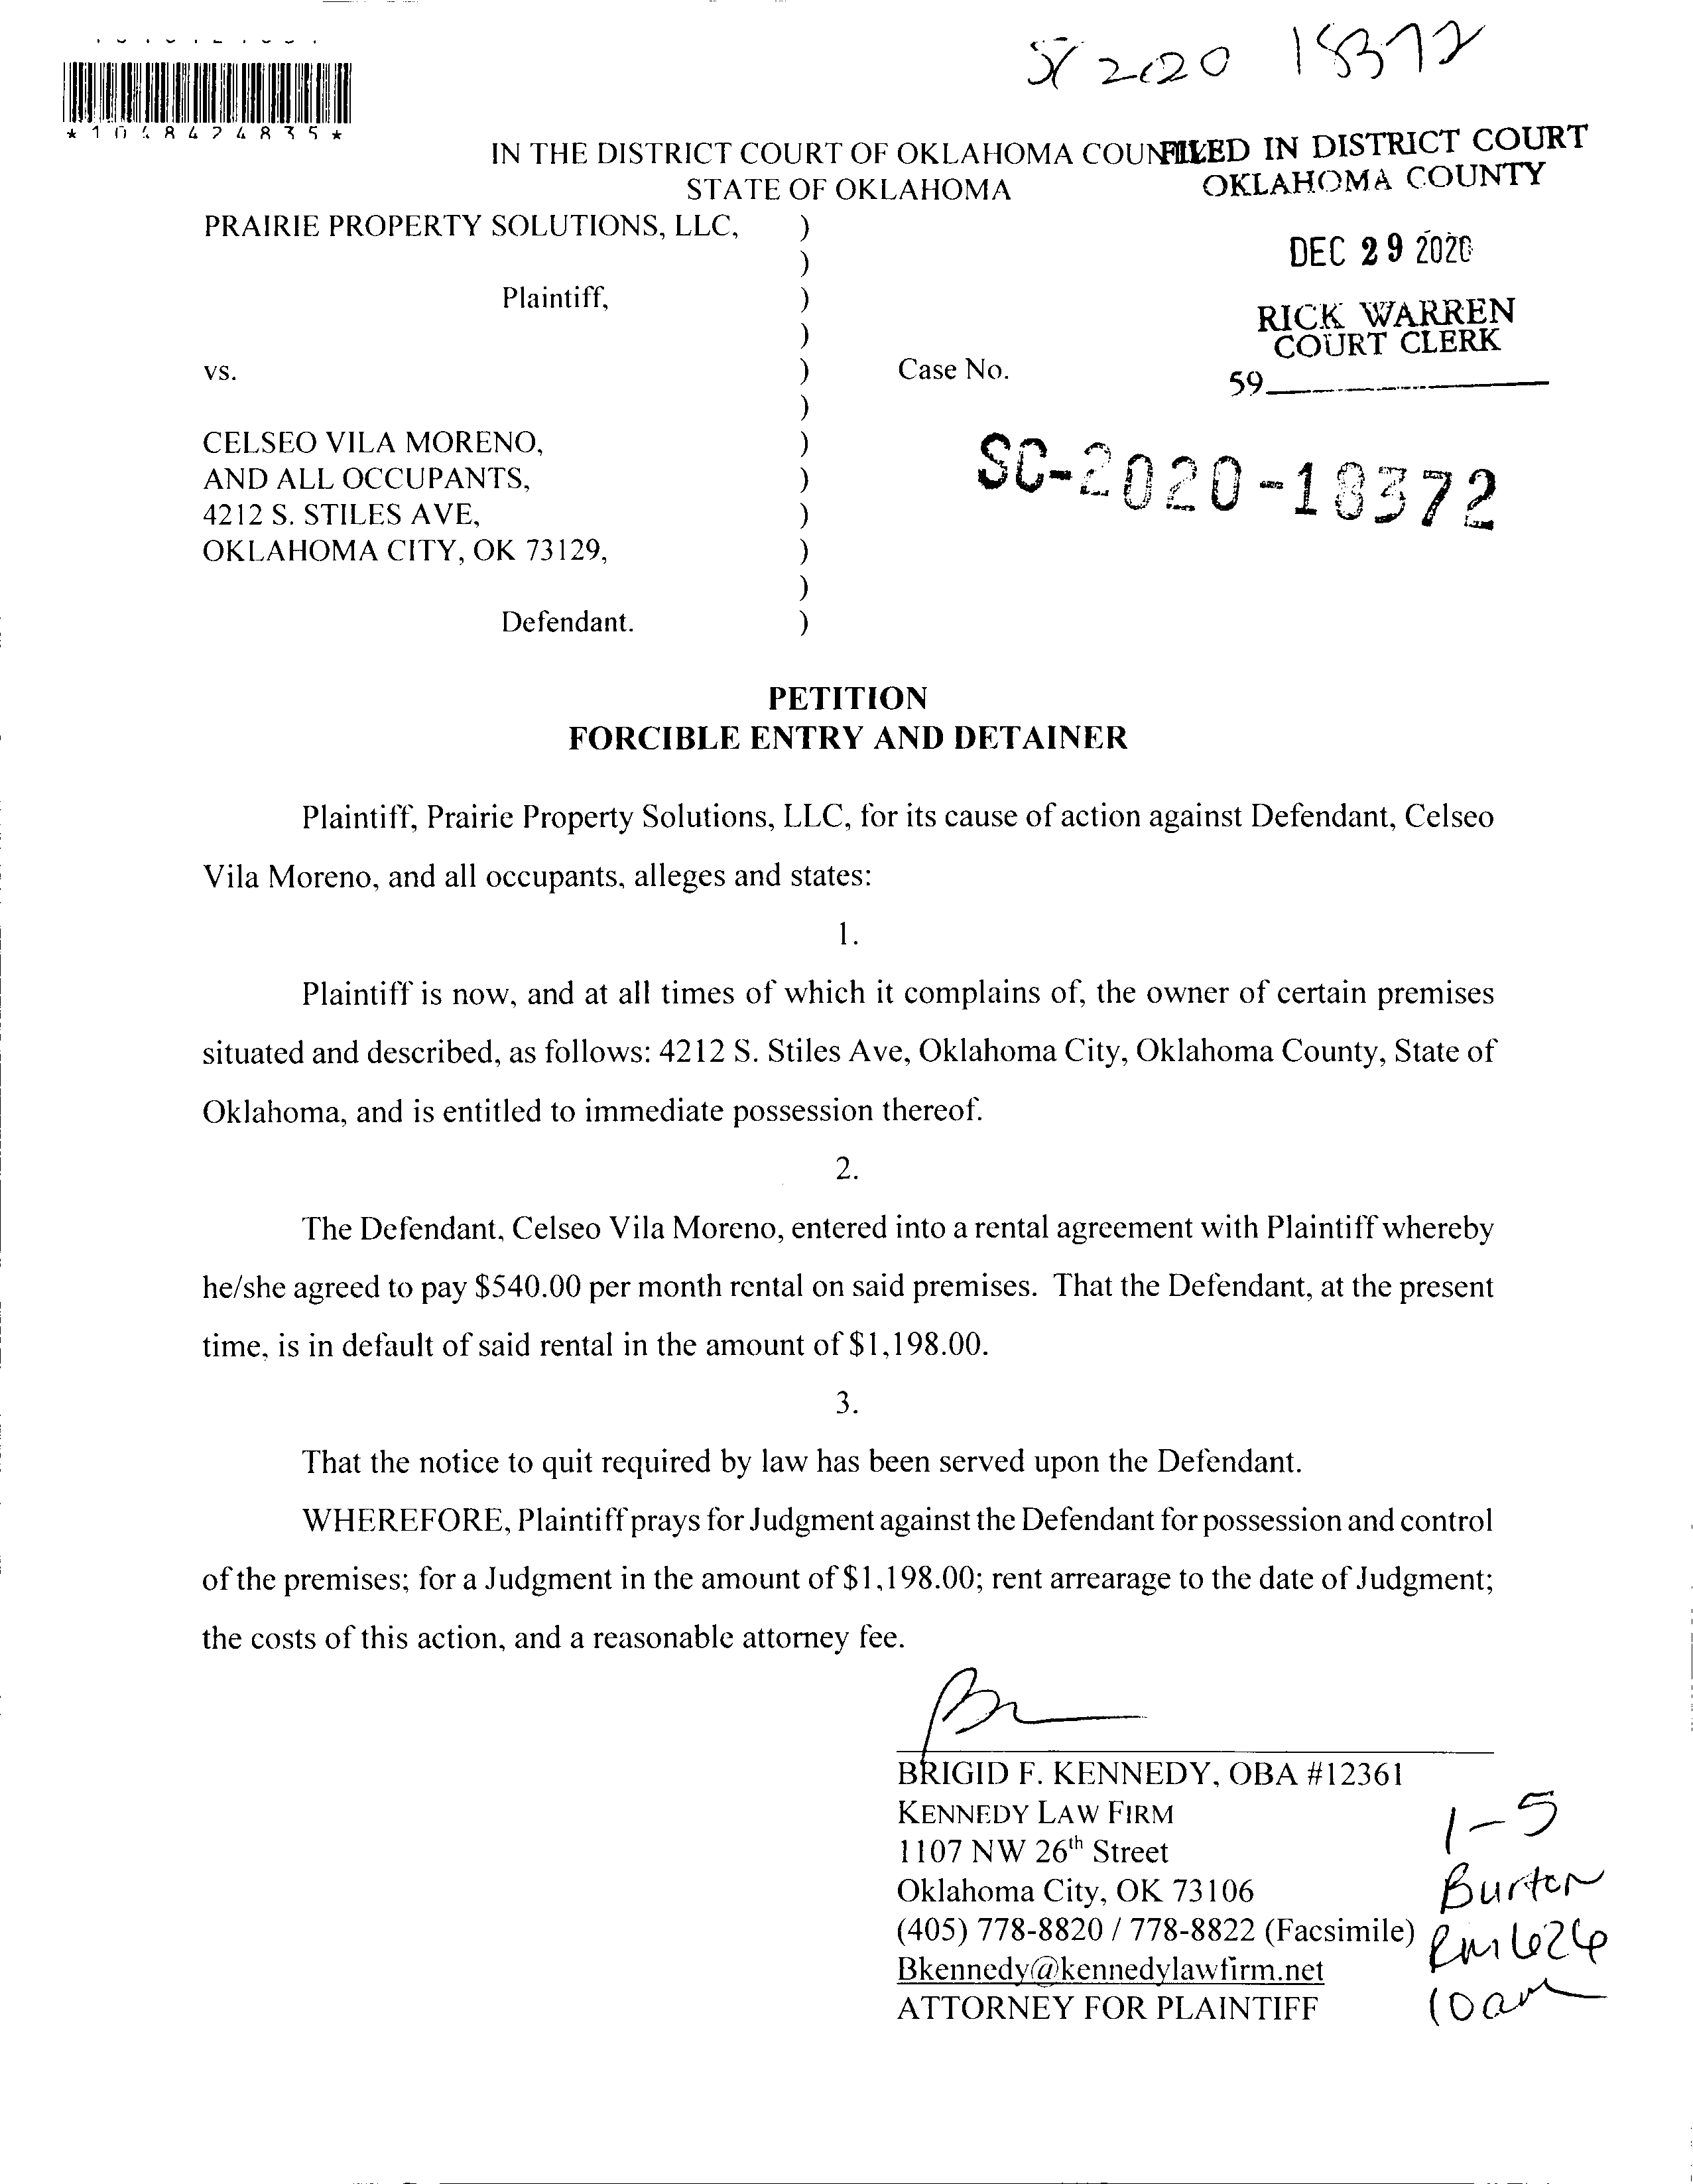 SC 2020 18372
*1048424835*
IN THE DISTRICT COURT OF OKLAHOMA COUNTY
FILED IN DISTRICT COURT
STATE OF OKLAHOMA
OKLAHOMA COUNTY
PRAIRIE PROPERTY SOLUTIONS, LLC, )
)
DEC 29 2020
Plaintiff, )
RICK WARREN
)
COURT CLERK
vs. ) Case No.
59
)
CELSEO VILA MORENO, )
SC-2020-18372
AND ALL OCCUPANTS, )
4212 S. STILES AVE, )
OKLAHOMA CITY, OK 73129, )
)
Defendant. )
PETITION
FORCIBLE ENTRY AND DETAINER
Plaintiff, Prairie Property Solutions, LLC, for its cause of action against Defendant, Celseo
Vila Moreno, and all occupants, alleges and states:
1.
Plaintiff is now, and at all times of which it complains of, the owner of certain premises
situated and described, as follows: 4212 S. Stiles Ave, Oklahoma City, Oklahoma County, State of
Oklahoma, and is entitled to immediate possession thereof.
2.
The Defendant, Celseo Vila Moreno, entered into a rental agreement with Plaintiff whereby
he/she agreed to pay $540.00 per month rental on said premises. That the Defendant, at the present
time, is in default of said rental in the amount of $1,198.00.
3.
That the notice to quit required by law has been served upon the Defendant.
WHEREFORE, Plaintiff prays for Judgment against the Defendant for possession and control
of the premises; for a Judgment in the amount of $1,198.00; rent arrearage to the date of Judgment;
the costs of this action, and a reasonable attorney fee.
BRIGID F. KENNEDY, OBA #12361
KENNEDY LAW FIRM
1107 NW 26th Street
Oklahoma City, OK 73106
(405) 778-8820 / 778-8822 (Facsimile)
Bkennedy@kennedylawfirm.net
ATTORNEY FOR PLAINTIFF
1-5
Burton
Rm 626
10am